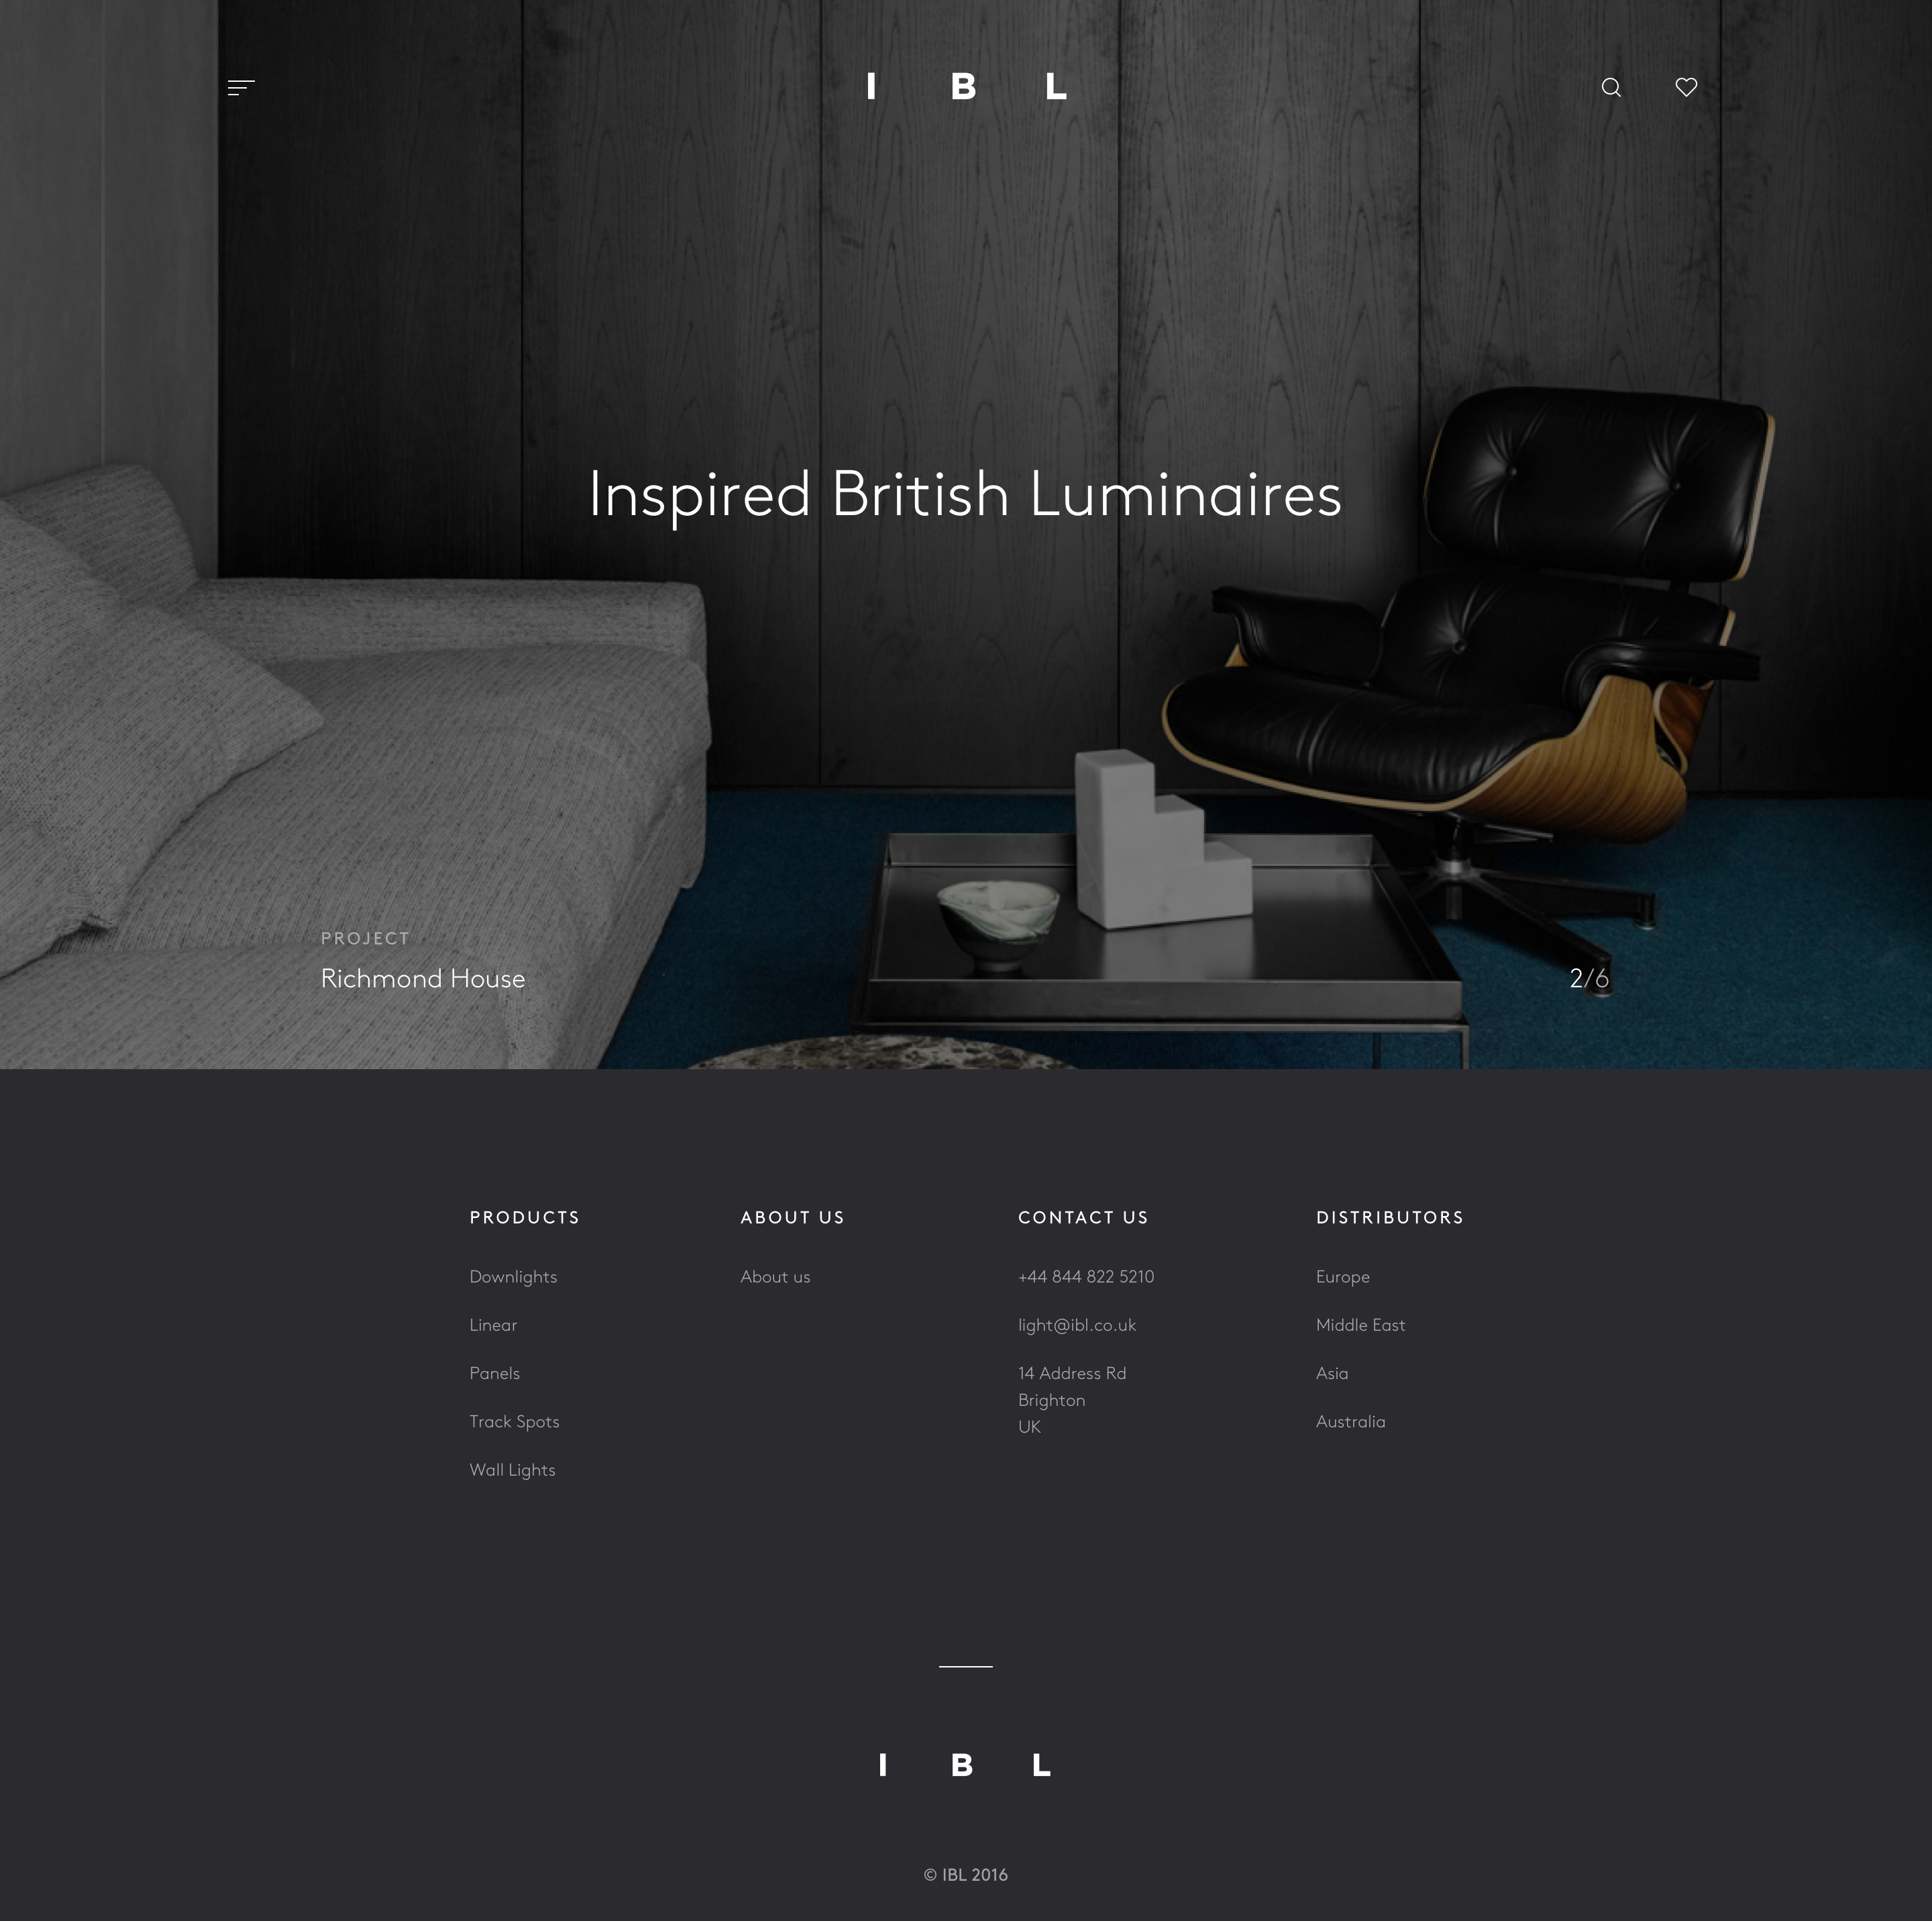 I B L
Inspired British Luminaires
PROJECT
Richmond House
2/6
PRODUCTS
Downlights
Linear
Panels
Track Spots
Wall Lights
ABOUT US
About us
CONTACT US
+44 844 822 5210
light@ibl.co.uk
14 Address Rd
Brighton
UK
DISTRIBUTORS
Europe
Middle East
Asia
Australia
I B L
© IBL 2016